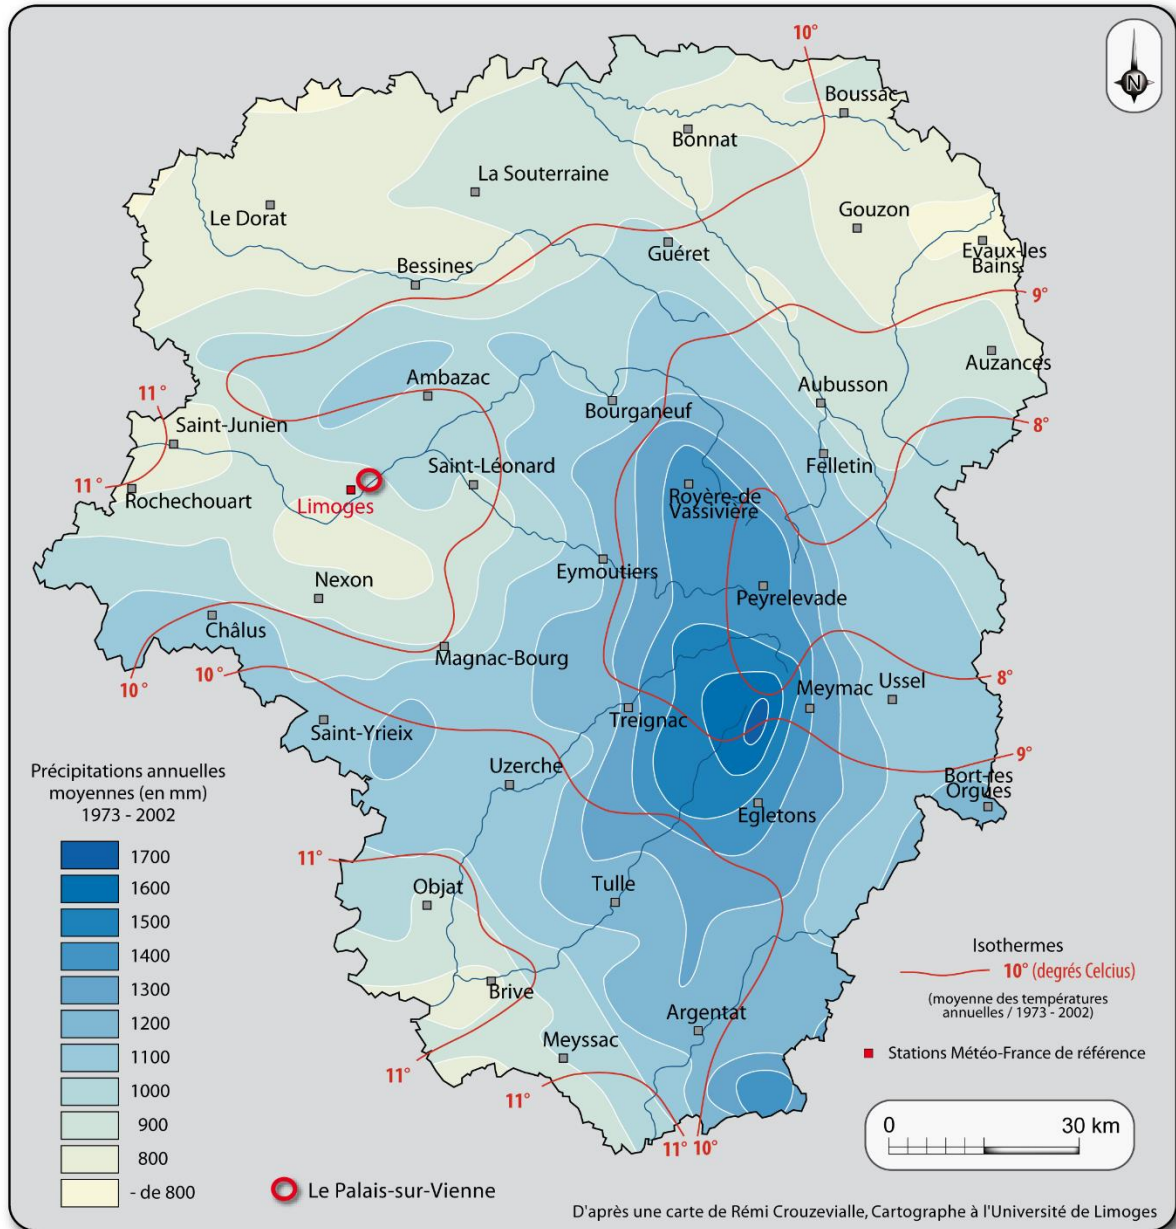 10°
N
Boussac
Bonnat
La Souterraine
Le Dorat
Gouzon
Guéret
Evaux-les
Bains
Bessines
9°
Auzances
Ambazac
Aubusson
11°
Bourganeuf
8°
Saint-Junien
Saint-Léonard
Felletin
11°
Rochechouart
Limoges
Royère-de
Vassivière
Eymoutiers
Nexon
Peyrelevade
Châlus
Magnac-Bourg
10°
10°
8°
Meymac
Ussel
Saint-Yrieix
Treignac
9°
Uzerche
Bort-les
Orgues
Egletons
Précipitations annuelles
moyennes (en mm)
1973 - 2002
1700
1600
1500
1400
1300
1200
1100
1000
900
800
- de 800
11°
Objat
Tulle
Brive
Argentat
Meyssac
11°
11°
11°
10°
Isothermes
10° (degrés Celcius)
(moyenne des températures
annuelles / 1973 - 2002)
Stations Météo-France de référence
0 30 km
Le Palais-sur-Vienne
D'après une carte de Rémi Crouzevialle, Cartographe à l'Université de Limoges